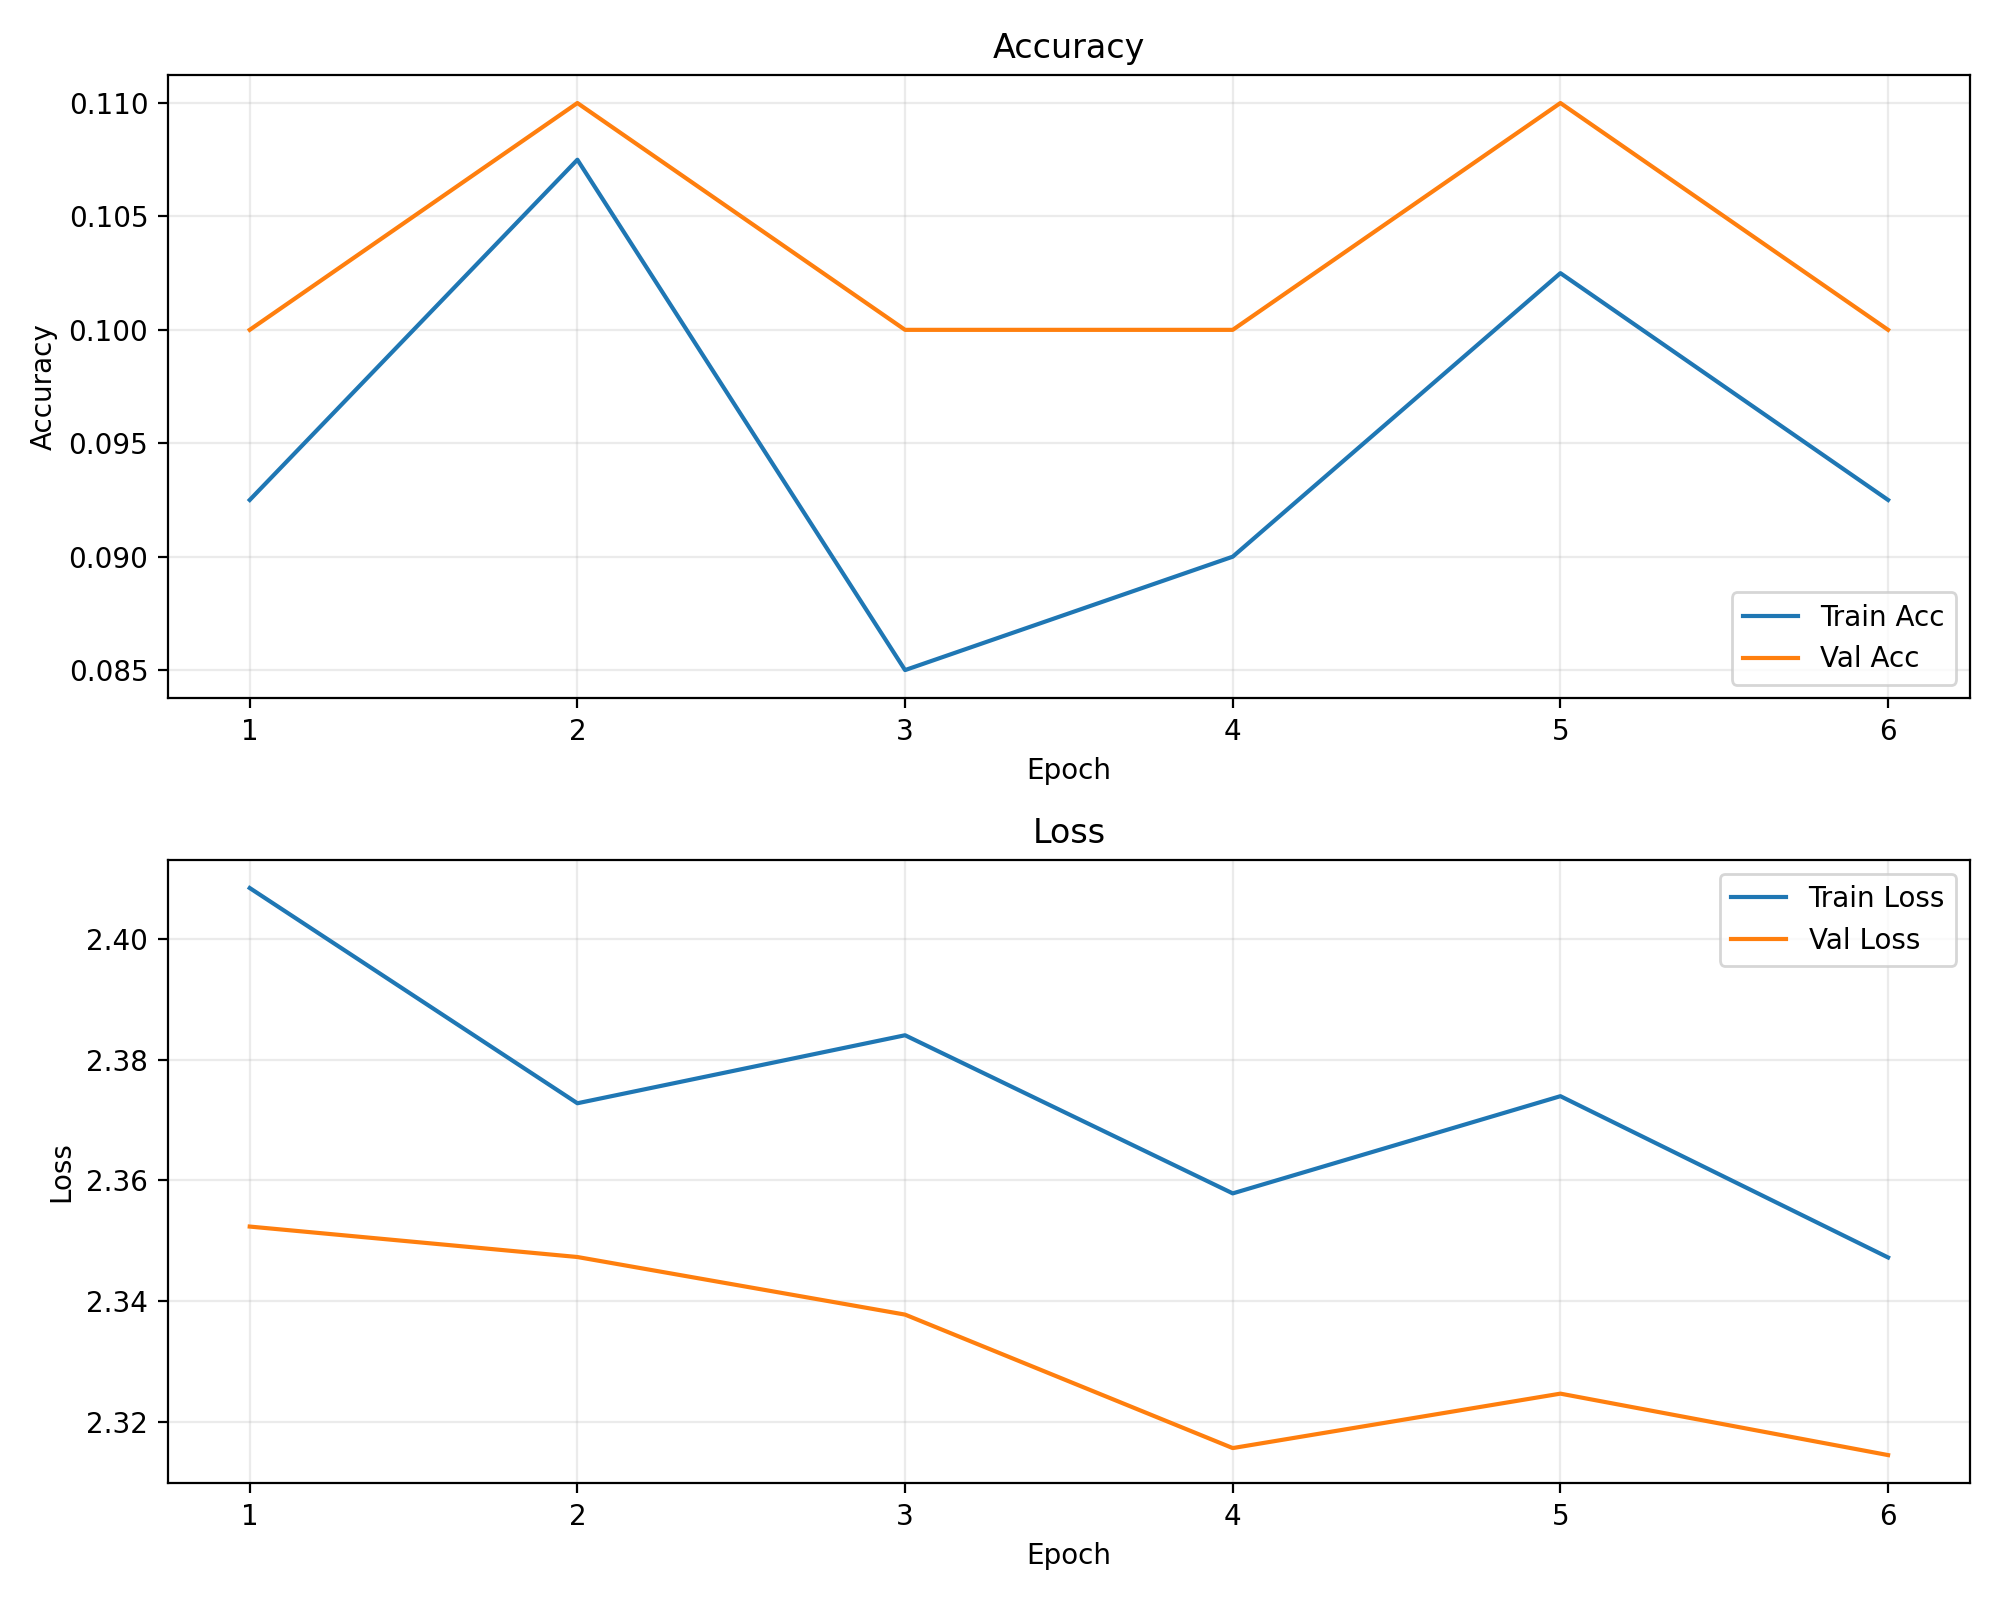 Accuracy
0.110
0.105
0.100
0.095
0.090
0.085
Accuracy
1 2 3 4 5 6
Epoch
Train Acc
Val Acc
Loss
2.40
2.38
2.36
2.34
2.32
Loss
1 2 3 4 5 6
Epoch
Train Loss
Val Loss